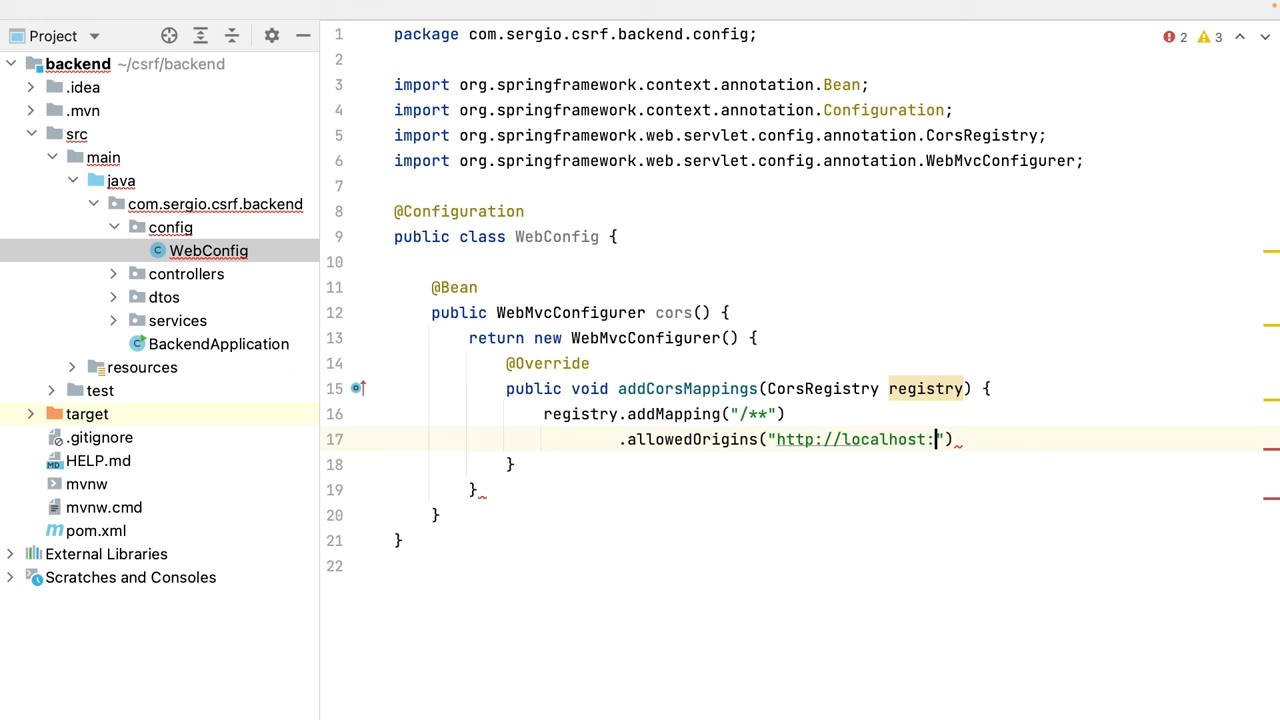 Project
backend ~/csrf/backend
.idea
.mvn
src
main
java
com.sergio.csrf.backend
config
WebConfig
controllers
dtos
services
BackendApplication
resources
test
target
.gitignore
HELP.md
mvnw
mvnw.cmd
pom.xml
External Libraries
Scratches and Consoles
2 3
1 package com.sergio.csrf.backend.config;
2
3 import org.springframework.context.annotation.Bean;
4 import org.springframework.context.annotation.Configuration;
5 import org.springframework.web.servlet.config.annotation.CorsRegistry;
6 import org.springframework.web.servlet.config.annotation.WebMvcConfigurer;
7
8 @Configuration
9 public class WebConfig {
10
11 @Bean
12 public WebMvcConfigurer cors() {
13 return new WebMvcConfigurer() {
14 @Override
15 public void addCorsMappings(CorsRegistry registry) {
16 registry.addMapping("/**")
17 .allowedOrigins("http://localhost:")
18 }
19 }
20 }
21 }
22